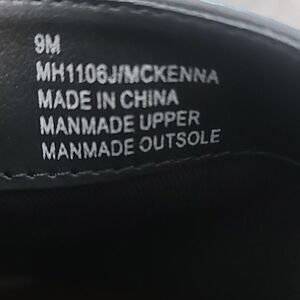 9M
MH1106J/MCKENNA
MADE IN CHINA
MANMADE UPPER
MANMADE OUTSOLE